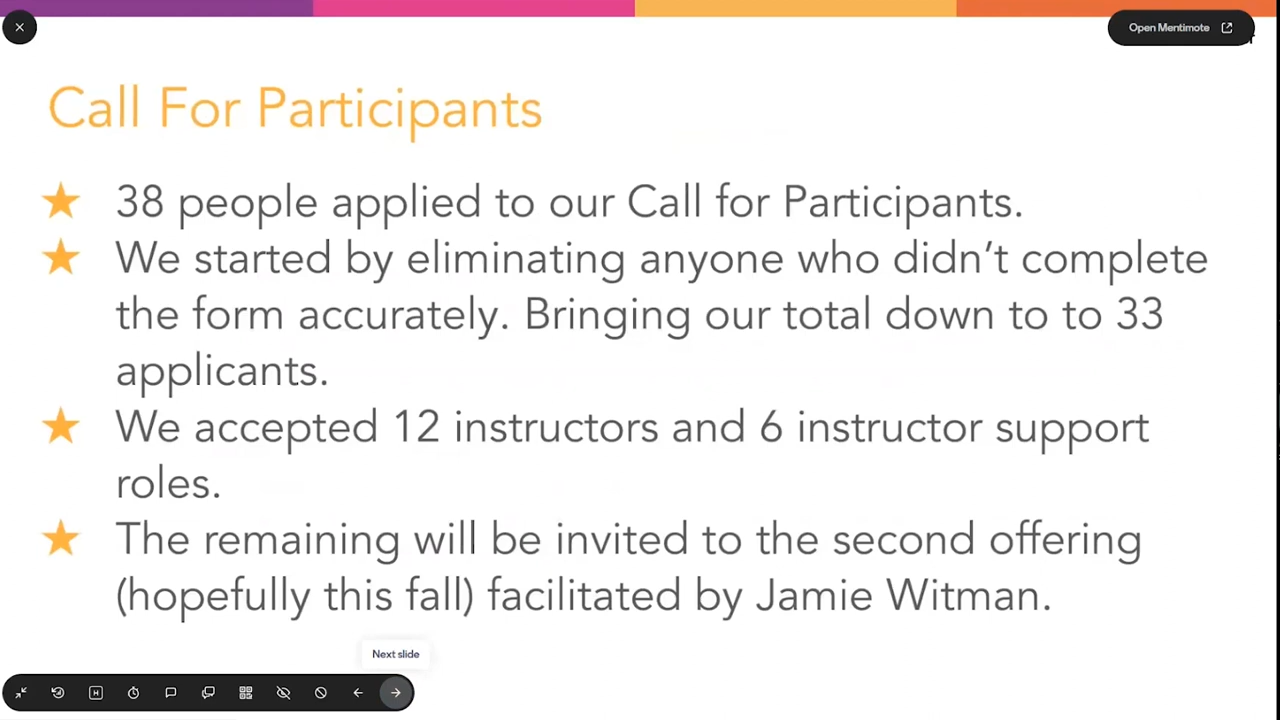 Open Mentimote
Call For Participants
★ 38 people applied to our Call for Participants.
★ We started by eliminating anyone who didn’t complete
the form accurately. Bringing our total down to to 33
applicants.
★ We accepted 12 instructors and 6 instructor support
roles.
★ The remaining will be invited to the second offering
(hopefully this fall) facilitated by Jamie Witman.
Next slide